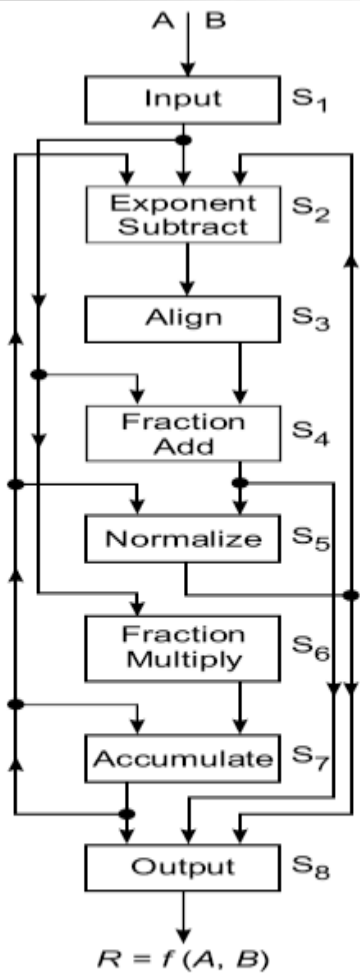 A B
Input S1
Exponent
Subtract S2
Align S3
Fraction
Add S4
Normalize S5
Fraction
Multiply S6
Accumulate S7
Output S8
R = f (A, B)